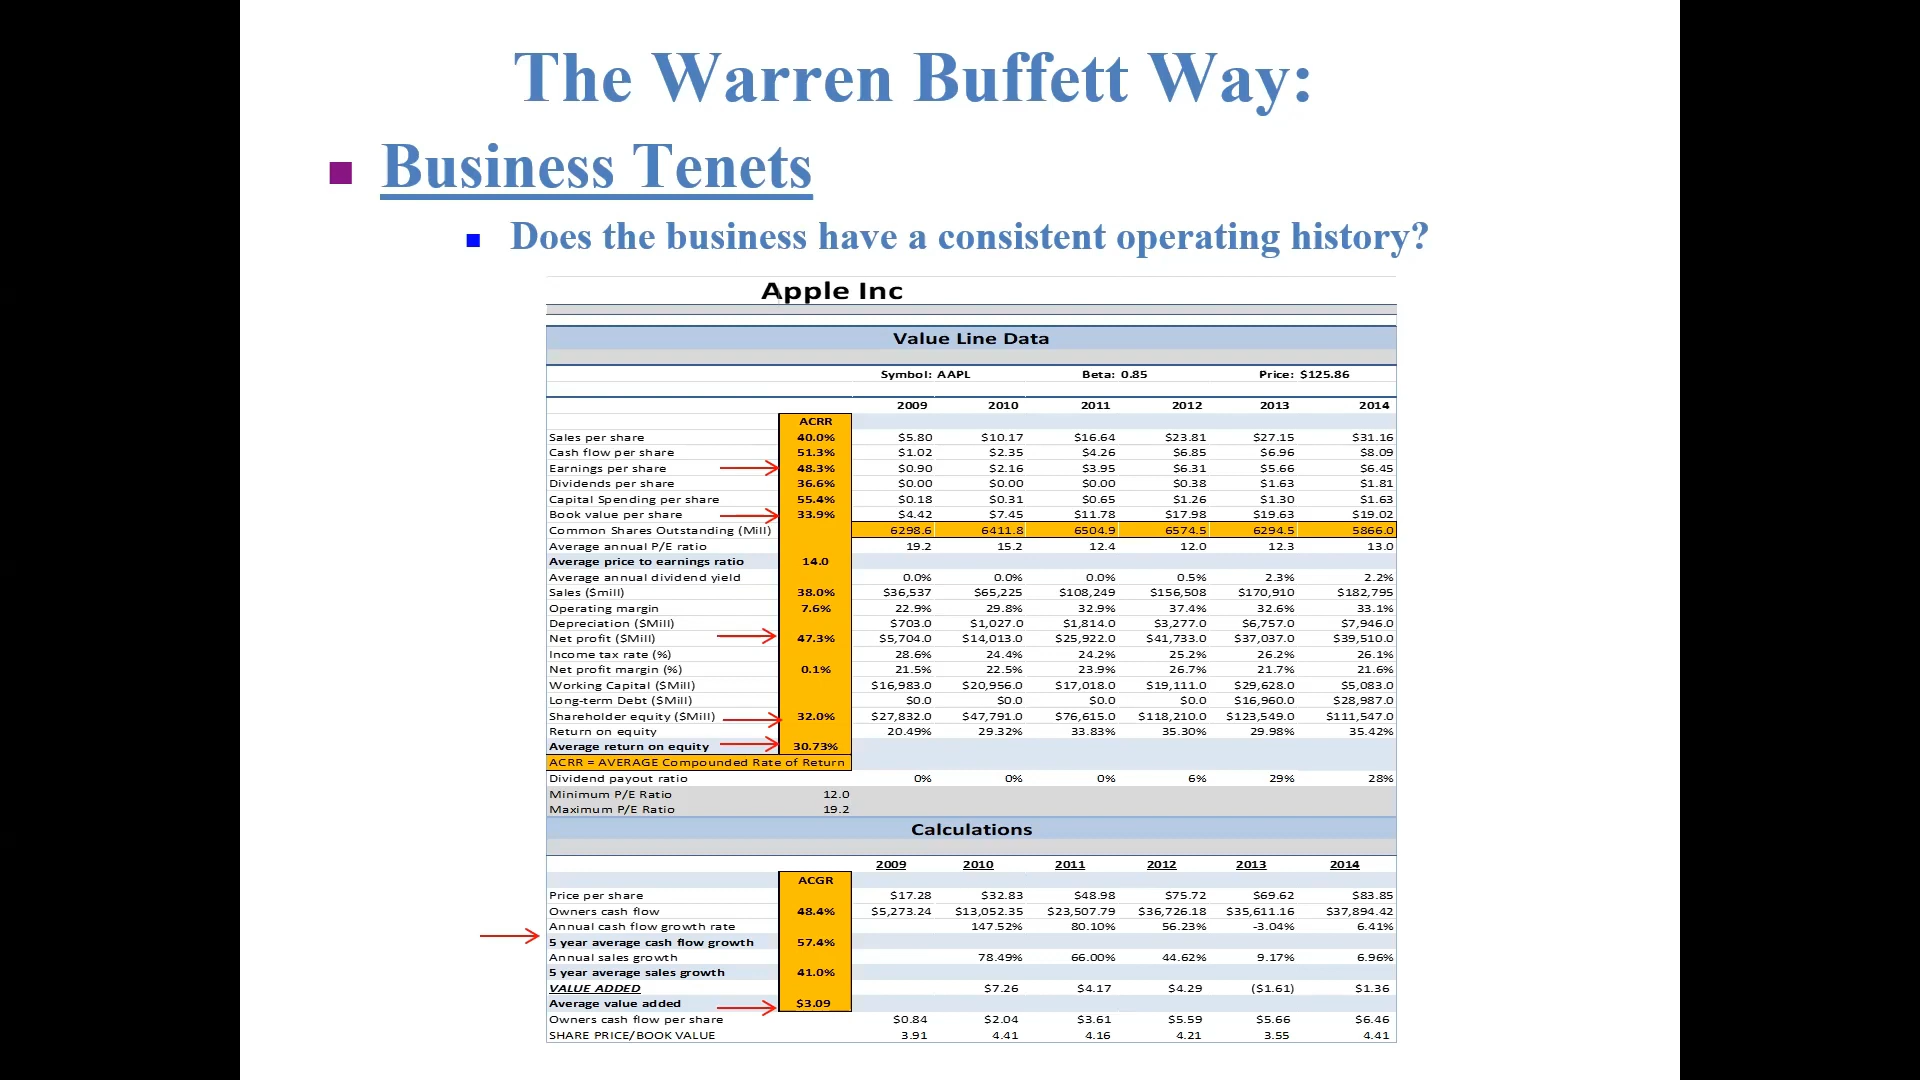 The Warren Buffett Way:
Business Tenets
Does the business have a consistent operating history?
Apple Inc
Value Line Data
Symbol: AAPL Beta: 0.85 Price: $125.86
2009 2010 2011 2012 2013 2014
ACRR
Sales per share 40.0% $5.80 $10.17 $16.64 $23.81 $27.15 $31.16
Cash flow per share 51.3% $1.02 $2.35 $4.26 $6.85 $6.96 $8.09
Earnings per share 48.3% $0.90 $2.16 $3.95 $6.31 $5.66 $6.45
Dividends per share 36.6% $0.00 $0.00 $0.00 $0.38 $1.63 $1.81
Capital Spending per share 55.4% $0.18 $0.31 $0.65 $1.26 $1.30 $1.63
Book value per share 33.9% $4.42 $7.45 $11.78 $17.98 $19.63 $19.02
Common Shares Outstanding (Mill) 6298.6 6411.8 6504.9 6574.5 6294.5 5866.0
Average annual P/E ratio 19.2 15.2 12.4 12.0 12.3 13.0
Average price to earnings ratio 14.0
Average annual dividend yield 0.0% 0.0% 0.0% 0.5% 2.3% 2.2%
Sales ($mill) 38.0% $36,537 $65,225 $108,249 $156,508 $170,910 $182,795
Operating margin 7.6% 22.9% 29.8% 32.9% 37.4% 32.6% 33.1%
Depreciation ($Mill) $703.0 $1,027.0 $1,814.0 $3,277.0 $6,757.0 $7,946.0
Net profit ($Mill) 47.3% $5,704.0 $14,013.0 $25,922.0 $41,733.0 $37,037.0 $39,510.0
Income tax rate (%) 28.6% 24.4% 24.2% 25.2% 26.2% 26.1%
Net profit margin (%) 0.1% 21.5% 22.5% 23.9% 26.7% 21.7% 21.6%
Working Capital ($Mill) $16,983.0 $20,956.0 $17,018.0 $19,111.0 $29,628.0 $5,083.0
Long-term Debt ($Mill) $0.0 $0.0 $0.0 $0.0 $16,960.0 $28,987.0
Shareholder equity ($Mill) 32.0% $27,832.0 $47,791.0 $76,615.0 $118,210.0 $123,549.0 $111,547.0
Return on equity 20.49% 29.32% 33.83% 35.30% 29.98% 35.42%
Average return on equity 30.73%
ACRR = AVERAGE Compounded Rate of Return
Dividend payout ratio 0% 0% 0% 6% 29% 28%
Minimum P/E Ratio 12.0
Maximum P/E Ratio 19.2
Calculations
2009 2010 2011 2012 2013 2014
ACGR
Price per share $17.28 $32.83 $48.98 $75.72 $69.62 $83.85
Owners cash flow 48.4% $5,273.24 $13,052.35 $23,507.79 $36,726.18 $35,611.16 $37,894.42
Annual cash flow growth rate 147.52% 80.10% 56.23% -3.04% 6.41%
5 year average cash flow growth 57.4%
Annual sales growth 78.49% 66.00% 44.62% 9.17% 6.96%
5 year average sales growth 41.0%
VALUE ADDED $7.26 $4.17 $4.29 ($1.61) $1.36
Average value added $3.09
Owners cash flow per share $0.84 $2.04 $3.61 $5.59 $5.66 $6.46
SHARE PRICE/BOOK VALUE 3.91 4.41 4.16 4.21 3.55 4.41